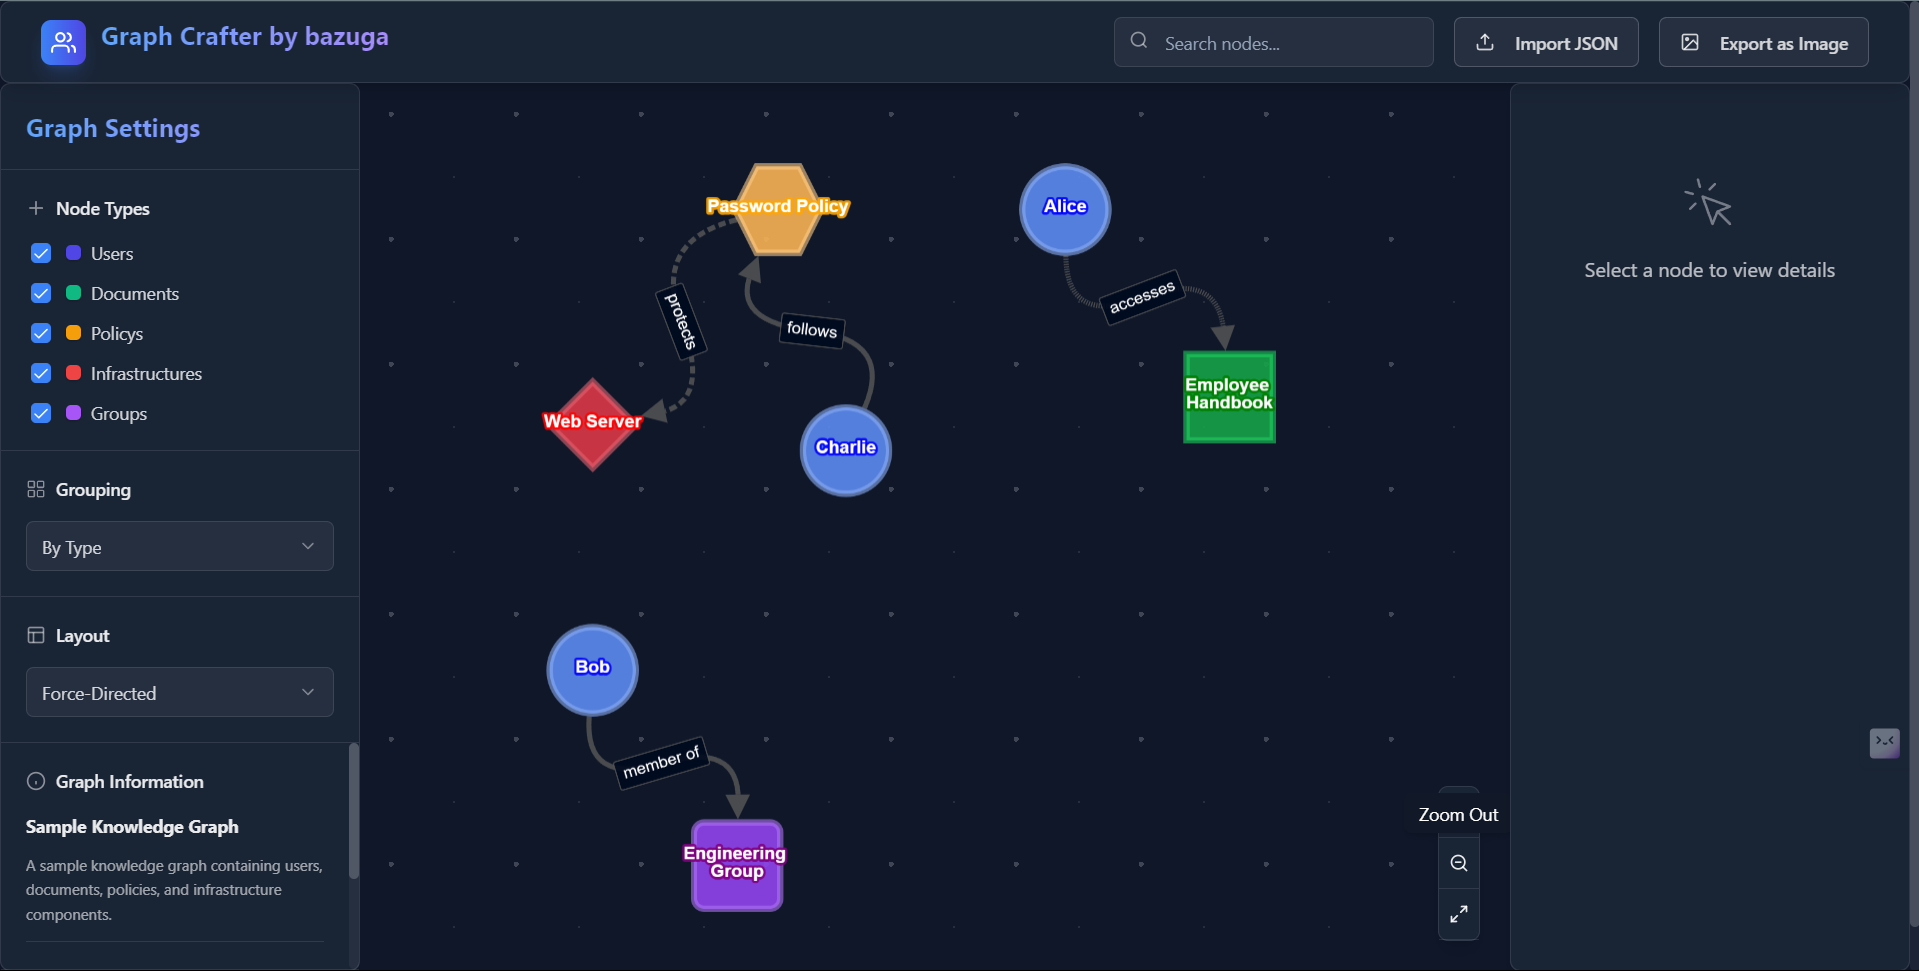 Graph Crafter by bazuga
Search nodes...
Import JSON
Export as Image
Graph Settings
Node Types
Users
Documents
Policys
Infrastructures
Groups
Grouping
By Type
Layout
Force-Directed
Graph Information
Sample Knowledge Graph
A sample knowledge graph containing users,
documents, policies, and infrastructure
components.
Password Policy
Alice
protects
follows
accesses
Employee
Handbook
Web Server
Charlie
Bob
member of
Engineering
Group
Zoom Out
Select a node to view details